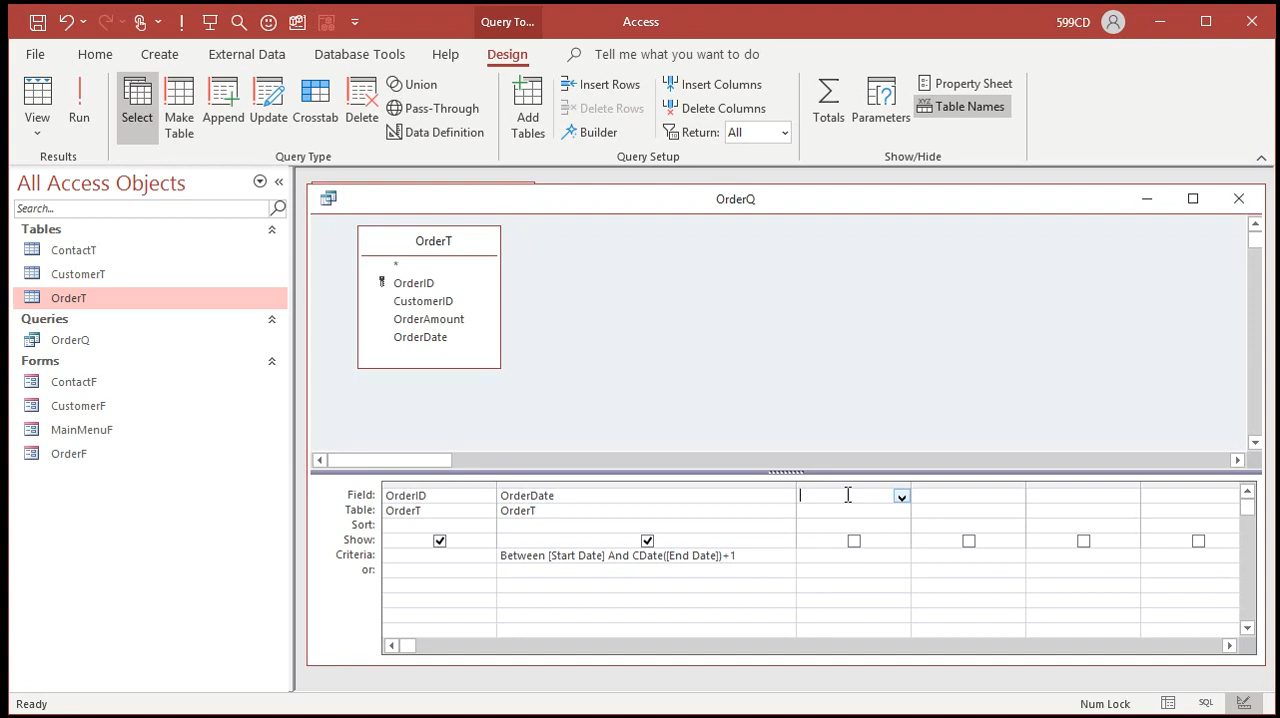 Query To...
Access
599CD
File
Home
Create
External Data
Database Tools
Help
Design
Tell me what you want to do
View
Run
Select
Make
Table
Append
Update
Crosstab
Delete
Union
Pass-Through
Data Definition
Add
Tables
Insert Rows
Delete Rows
Builder
Insert Columns
Delete Columns
Return: All
Totals
Parameters
Property Sheet
XYZ
Table Names
Results
Query Type
Query Setup
Show/Hide
All Access Objects
Search...
Tables
ContactT
CustomerT
OrderT
Queries
OrderQ
Forms
ContactF
CustomerF
MainMenuF
OrderF
OrderQ
OrderT
*
OrderID
CustomerID
OrderAmount
OrderDate
Field: OrderID OrderDate
Table: OrderT OrderT
Sort:
Show:
Criteria: Between [Start Date] And CDate([End Date])+1
or:
Ready
Num Lock
SQL